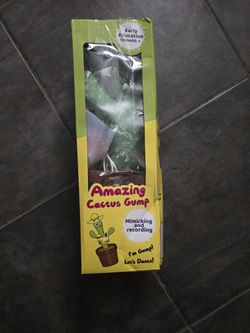 Early
Education
Amazing
Cactus Gump
Mimicking
and
recording
I'm Gump!
Let's Dance!